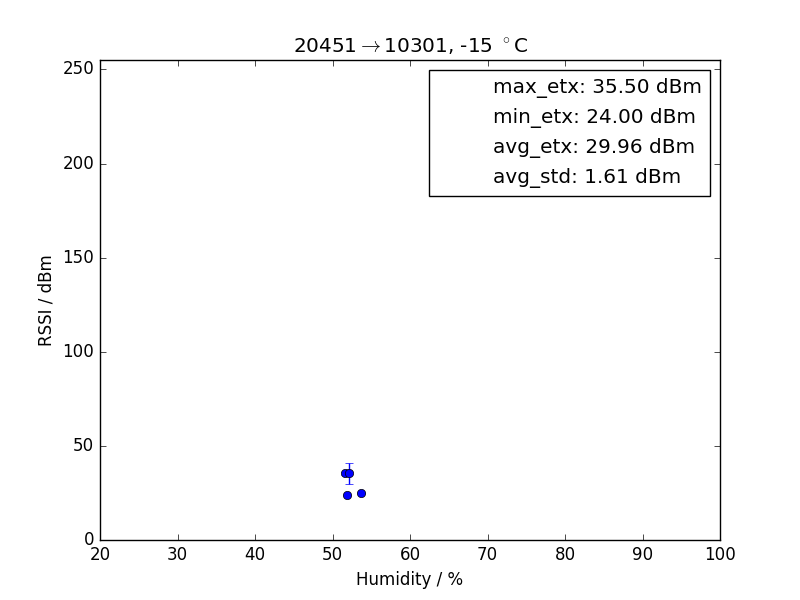 20451→10301, -15 °C
max_etx: 35.50 dBm
min_etx: 24.00 dBm
avg_etx: 29.96 dBm
avg_std: 1.61 dBm
RSSI / dBm
250
200
150
100
50
0
20 30 40 50 60 70 80 90 100
Humidity / %